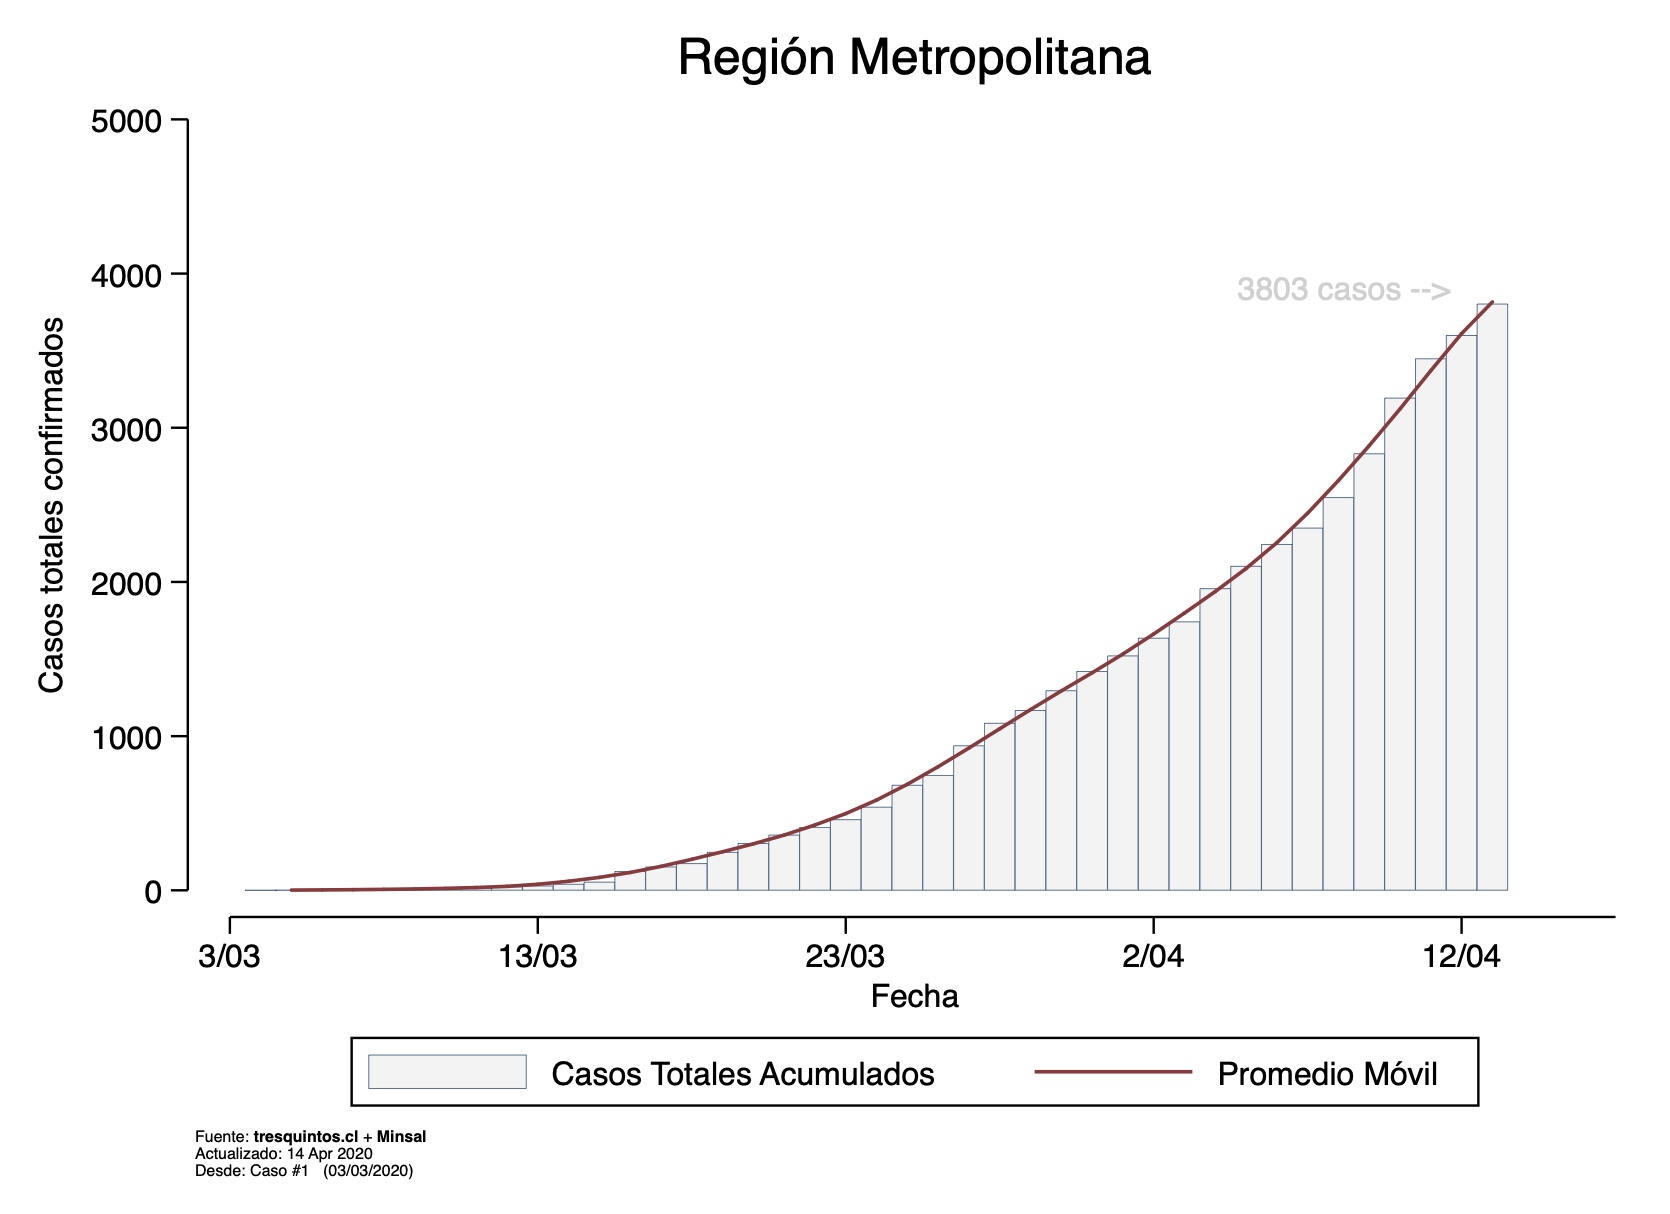 Región Metropolitana
5000
4000
3000
2000
1000
0
Casos totales confirmados
3803 casos -->
3/03 13/03 23/03 2/04 12/04
Fecha
Casos Totales Acumulados Promedio Móvil
Fuente: tresquintos.cl + Minsal
Actualizado: 14 Apr 2020
Desde: Caso #1 (03/03/2020)